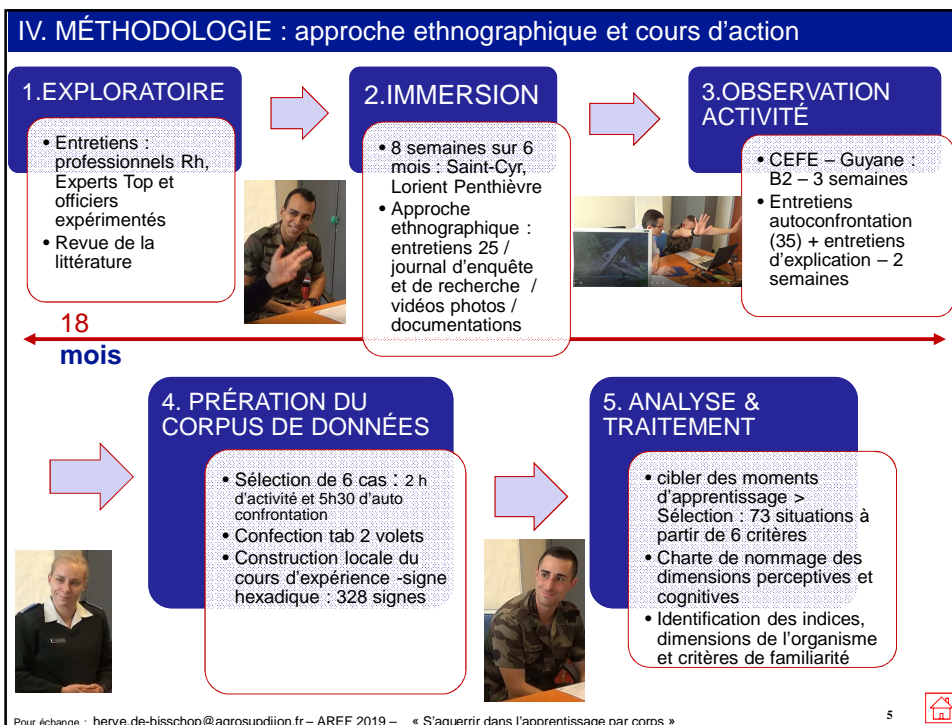 IV. MÉTHODOLOGIE : approche ethnographique et cours d'action
1.EXPLORATOIRE
• Entretiens :
professionnels Rh,
Experts Top et
officiers
expérimentés
• Revue de la
littérature
2.IMMERSION
• 8 semaines sur 6
mois : Saint-Cyr,
Lorient Penthièvre
• Approche
ethnographique :
entretiens 25 /
journal d'enquête
et de recherche /
vidéos photos /
documentations
3.OBSERVATION
ACTIVITÉ
• CEFE – Guyane :
B2 – 3 semaines
• Entretiens
autoconfrontation
(35) + entretiens
d'explication – 2
semaines
18
mois
4. PRÉRATION DU
CORPUS DE DONNÉES
• Sélection de 6 cas : 2 h
d'activité et 5h30 d'auto
confrontation
• Confection tab 2 volets
• Construction locale du
cours d'expérience -signe
hexadique : 328 signes
5. ANALYSE &
TRAITEMENT
• cibler des moments
d'apprentissage >
Sélection : 73 situations à
partir de 6 critères
• Charte de nommage des
dimensions perceptives et
cognitives
• Identification des indices,
dimensions de l'organisme
et critères de familiarité
Pour échange : herve.de-bisschop@agrosupdijon.fr – AREF 2019 – « S'aguerrir dans l'apprentissage par corps »
5